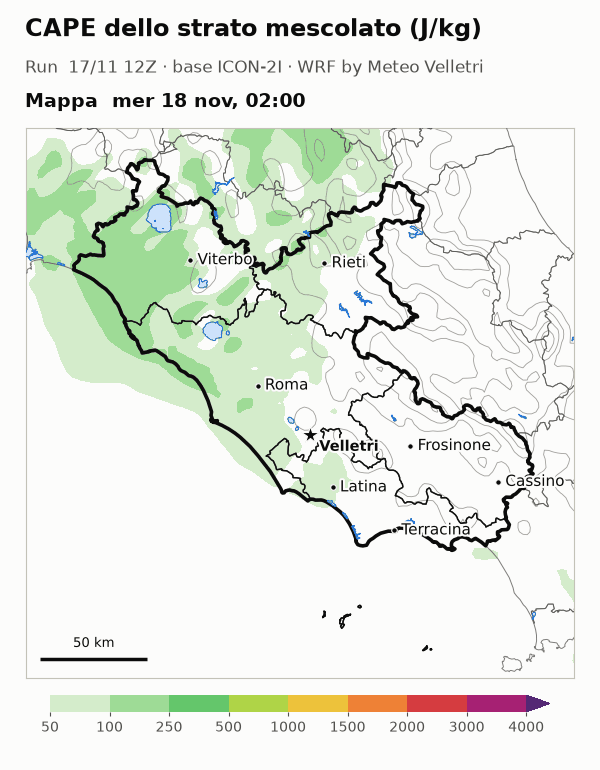 CAPE dello strato mescolato (J/kg)
Run  17/11 12Z · base ICON-2I · WRF by Meteo Velletri
Mappa  mer 18 nov, 02:00
Viterbo
Rieti
Roma
Velletri
Frosinone
Latina
Cassino
Terracina
50 km
50 100 250 500 1000 1500 2000 3000 4000